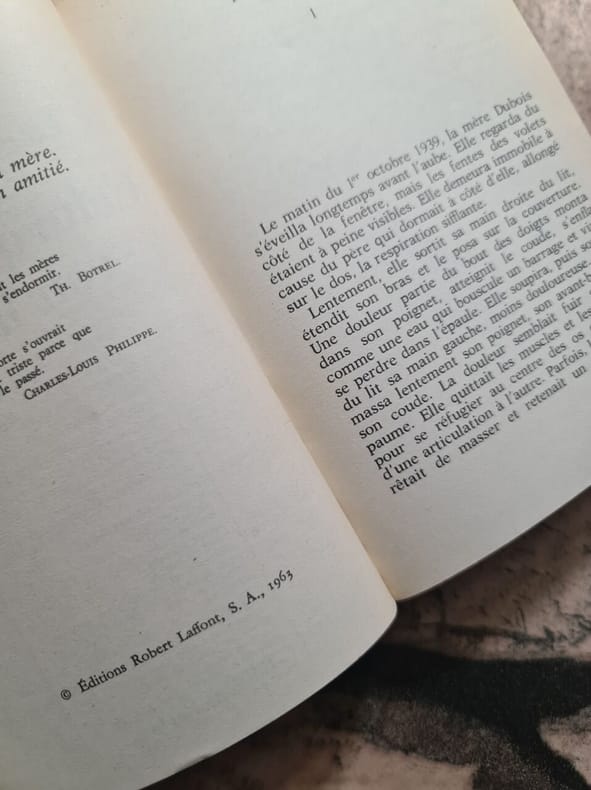 mère.
amitié.
les mères
s'endormir.
TH. BOTREL.
s'ouvrait
triste parce que
le passé.
CHARLES-LOUIS PHILIPPE.
© Éditions Robert Laffont, S. A., 1963
I
Le matin du 1er octobre 1939, la mère Dubois
s'éveilla longtemps avant l'aube. Elle regarda du
côté de la fenêtre, mais les fentes des volets
étaient à peine visibles. Elle demeura immobile à
cause du père qui dormait à côté d'elle, allongé
sur le dos, la respiration sifflante.
Lentement, elle sortit sa main droite du lit,
étendit son bras et le posa sur la couverture.
Une douleur partie du bout des doigts monta
dans son poignet, atteignit le coude, s'enfla
comme une eau qui bouscule un barrage et vi
se perdre dans l'épaule. Elle soupira, puis so
du lit sa main gauche, moins douloureuse,
massa lentement son poignet, son avant-b
son coude. La douleur semblait fuir
paume. Elle quittait les muscles et les
pour se réfugier au centre des os
d'une articulation à l'autre. Parfois,
rêtait de masser et retenait un